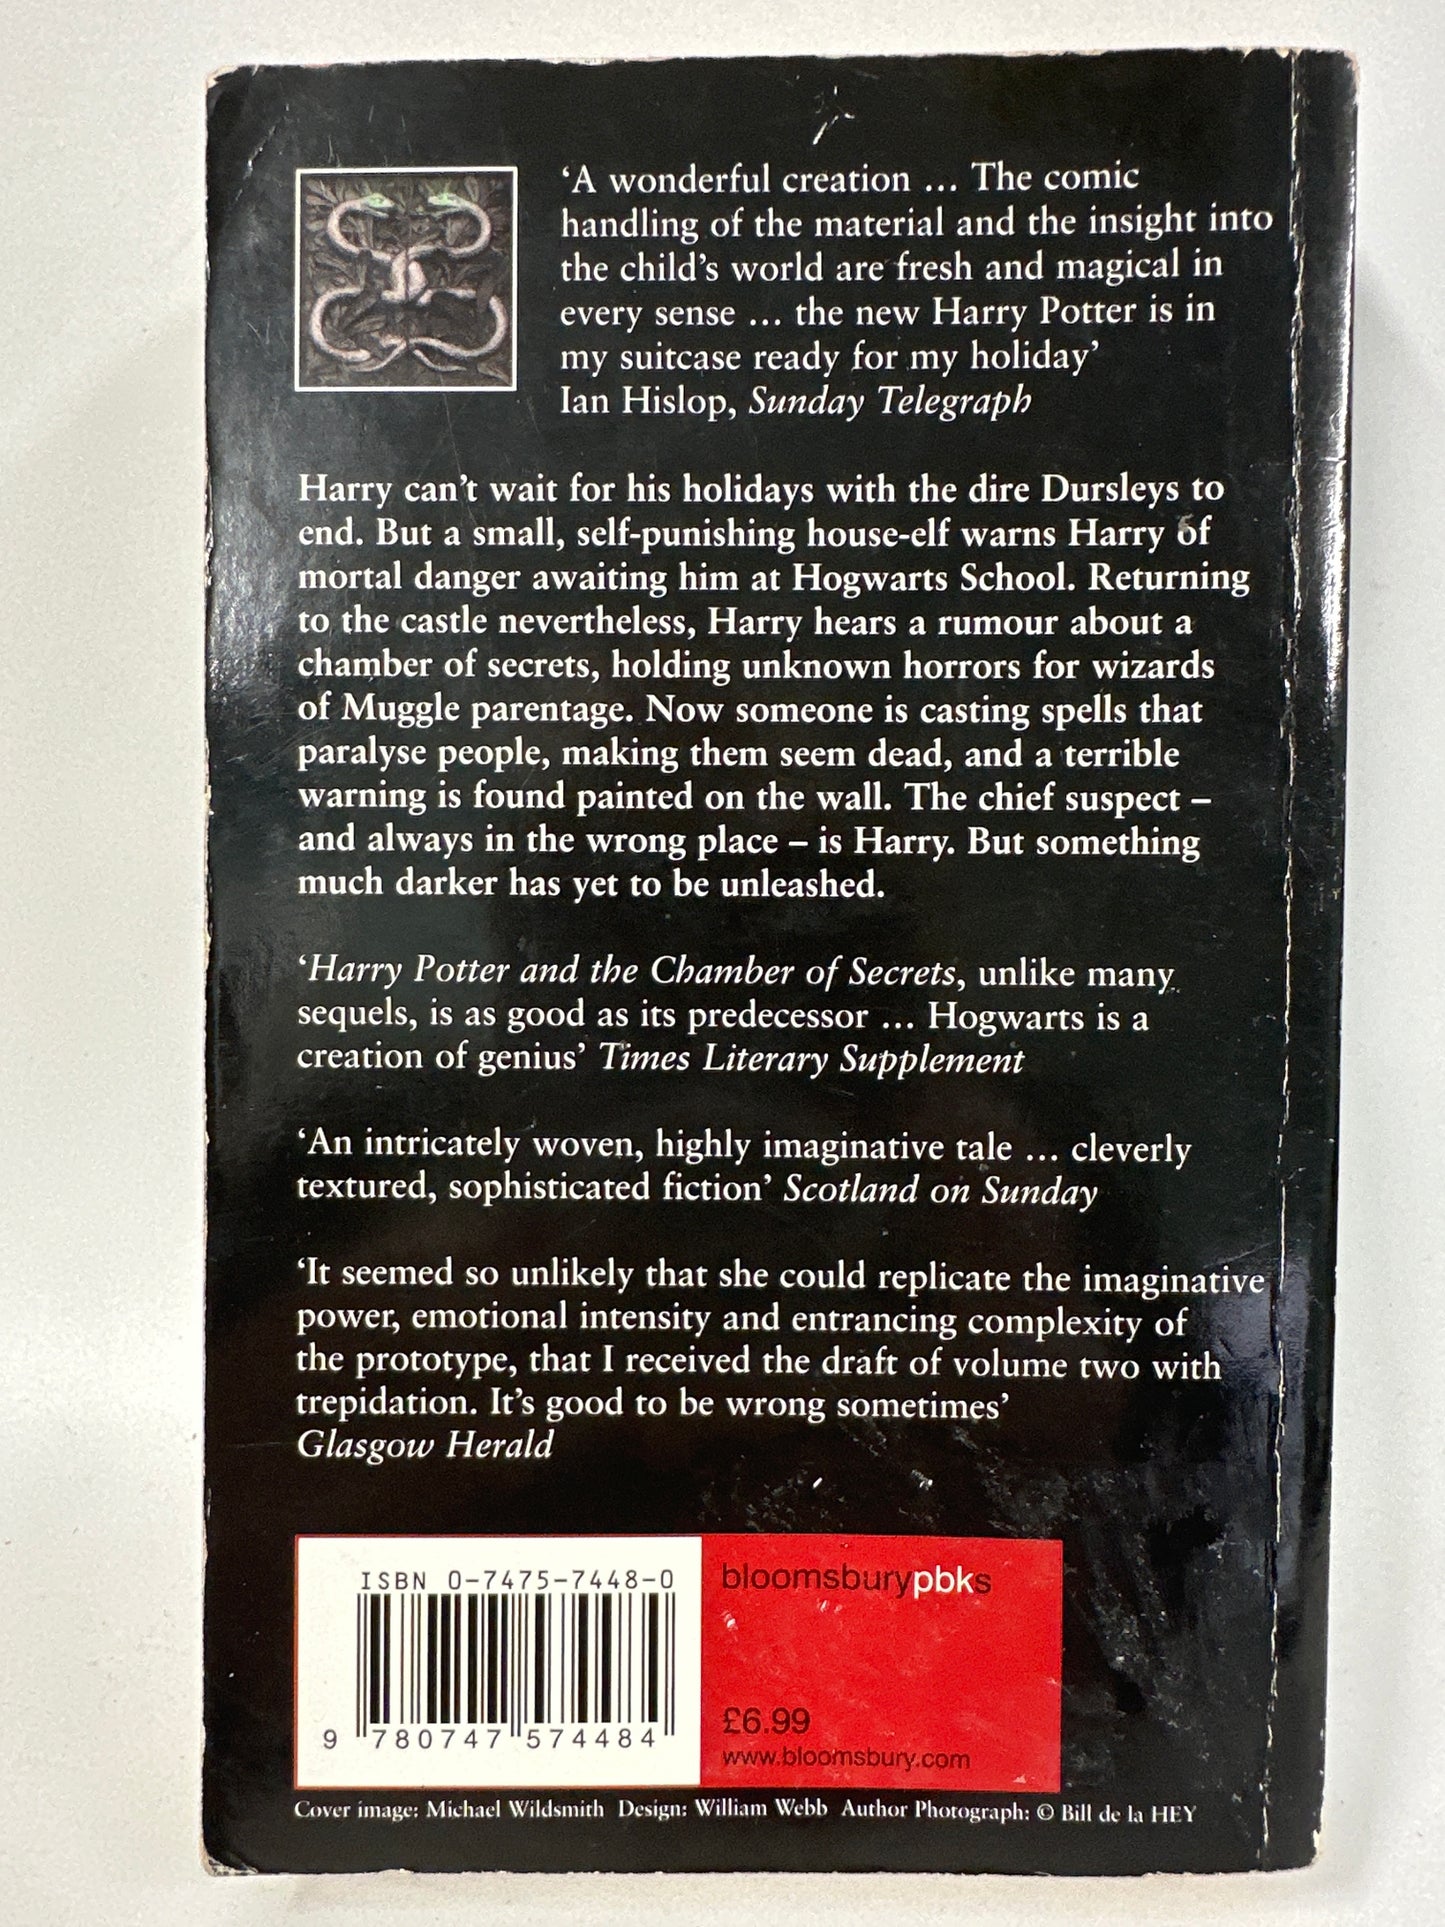 ‘A wonderful creation ... The comic
handling of the material and the insight into
the child’s world are fresh and magical in
every sense ... the new Harry Potter is in
my suitcase ready for my holiday’
Ian Hislop, Sunday Telegraph
Harry can’t wait for his holidays with the dire Dursleys to
end. But a small, self-punishing house-elf warns Harry of
mortal danger awaiting him at Hogwarts School. Returning
to the castle nevertheless, Harry hears a rumour about a
chamber of secrets, holding unknown horrors for wizards
of Muggle parentage. Now someone is casting spells that
paralyse people, making them seem dead, and a terrible
warning is found painted on the wall. The chief suspect –
and always in the wrong place – is Harry. But something
much darker has yet to be unleashed.
‘Harry Potter and the Chamber of Secrets, unlike many
sequels, is as good as its predecessor ... Hogwarts is a
creation of genius’ Times Literary Supplement
‘An intricately woven, highly imaginative tale ... cleverly
textured, sophisticated fiction’ Scotland on Sunday
‘It seemed so unlikely that she could replicate the imaginative
power, emotional intensity and entrancing complexity of
the prototype, that I received the draft of volume two with
trepidation. It’s good to be wrong sometimes’
Glasgow Herald
ISBN 0-7475-7448-0
9 780747 574484
bloomsburypbks
£6.99
www.bloomsbury.com
Cover image: Michael Wildsmith Design: William Webb Author Photograph: © Bill de la HEY